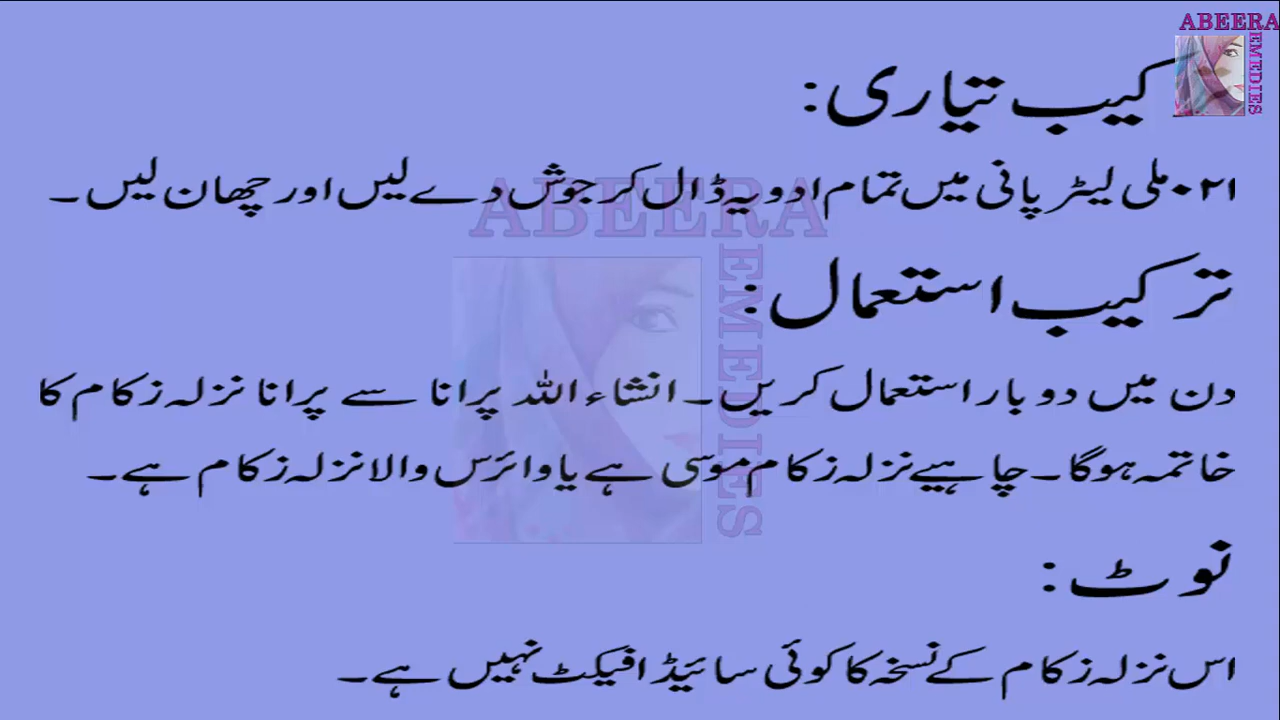 ABEERA
EMEDIES
کیب تیاری:
۰۲۱ ملی لیٹر پانی میں تمام ادویہ ڈال کر جوش دے لیں اور چھان لیں۔
ABEERA
ترکیب استعمال:
EMEDIES
دن میں دو بار استعمال کریں۔ انشاء اللہ پرانا سے پرانا نزلہ زکام کا
خاتمہ ہوگا۔ چاہیے نزلہ زکام موسی ہے یا وائرس والا نزلہ زکام ہے۔
نوٹ:
اس نزلہ زکام کے نسخہ کا کوئی سائیڈ افیکٹ نہیں ہے۔